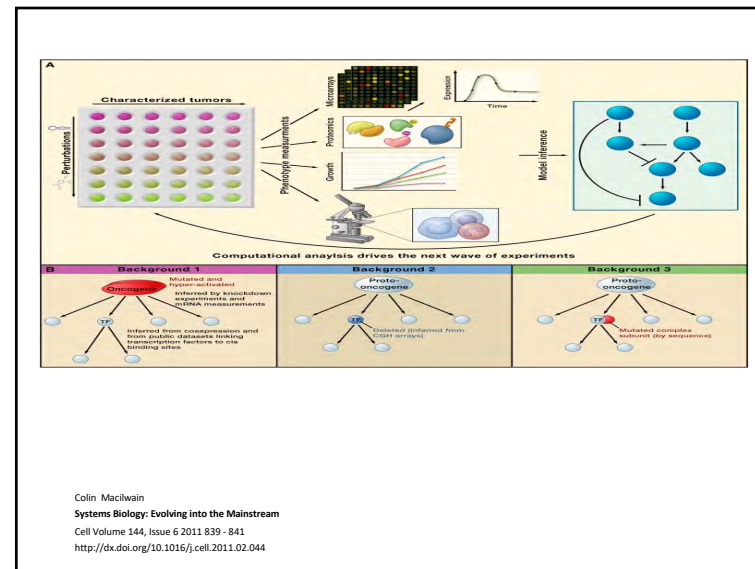 A
Characterized tumors
Perturbations
Phenotype measurments
Microarrays
Proteomics
Growth
Expression
Time
Model inference
Computational anaylsis drives the next wave of experiments
B
Background 1
Oncogene
Mutated and
hyper-activated
Inferred by knockdown
experiments and
mRNA measurements
TF
Inferred from coexpression and
from public datasets linking
transcription factors to cis
binding sites
Background 2
Proto-
oncogene
TF
Deleted (inferred from
CGH arrays)
Background 3
Proto-
oncogene
TF
Mutated complex
subunit (by sequence)
Colin Macilwain
Systems Biology: Evolving into the Mainstream
Cell Volume 144, Issue 6 2011 839 - 841
http://dx.doi.org/10.1016/j.cell.2011.02.044